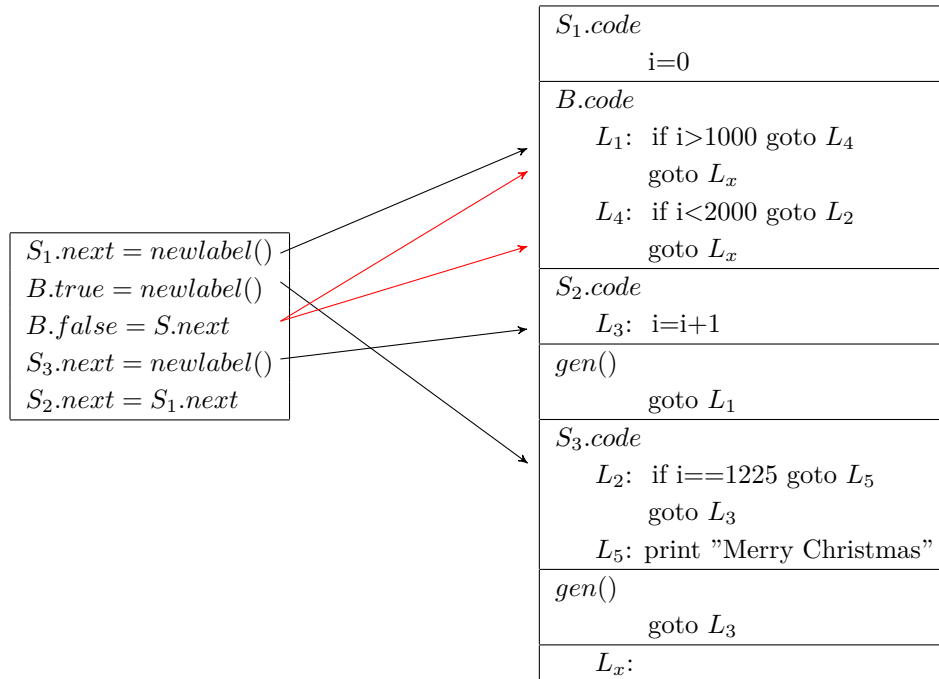 S₁.next = newlabel()
B.true = newlabel()
B.false = S.next
S₃.next = newlabel()
S₂.next = S₁.next
S₁.code
i=0
B.code
L₁: if i>1000 goto L₄
goto Lₓ
L₄: if i<2000 goto L₂
goto Lₓ
S₂.code
L₃: i=i+1
gen()
goto L₁
S₃.code
L₂: if i==1225 goto L₅
goto L₃
L₅: print ”Merry Christmas”
gen()
goto L₃
Lₓ: